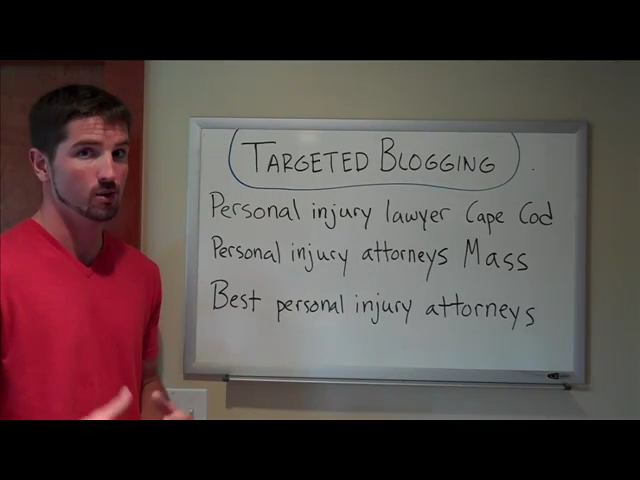 TARGETED BLOGGING
Personal injury lawyer Cape Cod
Personal injury attorneys Mass
Best personal injury attorneys